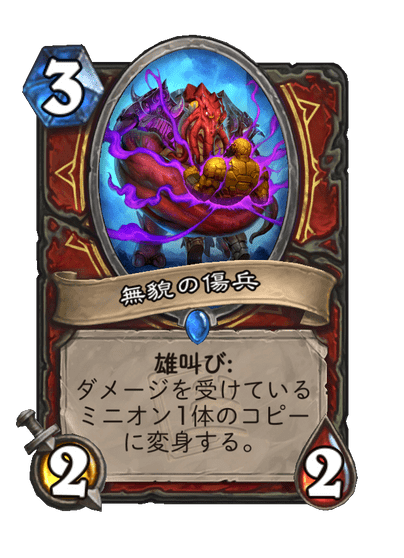 3
無貌の傷兵
雄叫び:
ダメージを受けている
ミニオン1体のコピー
に変身する。
2
2